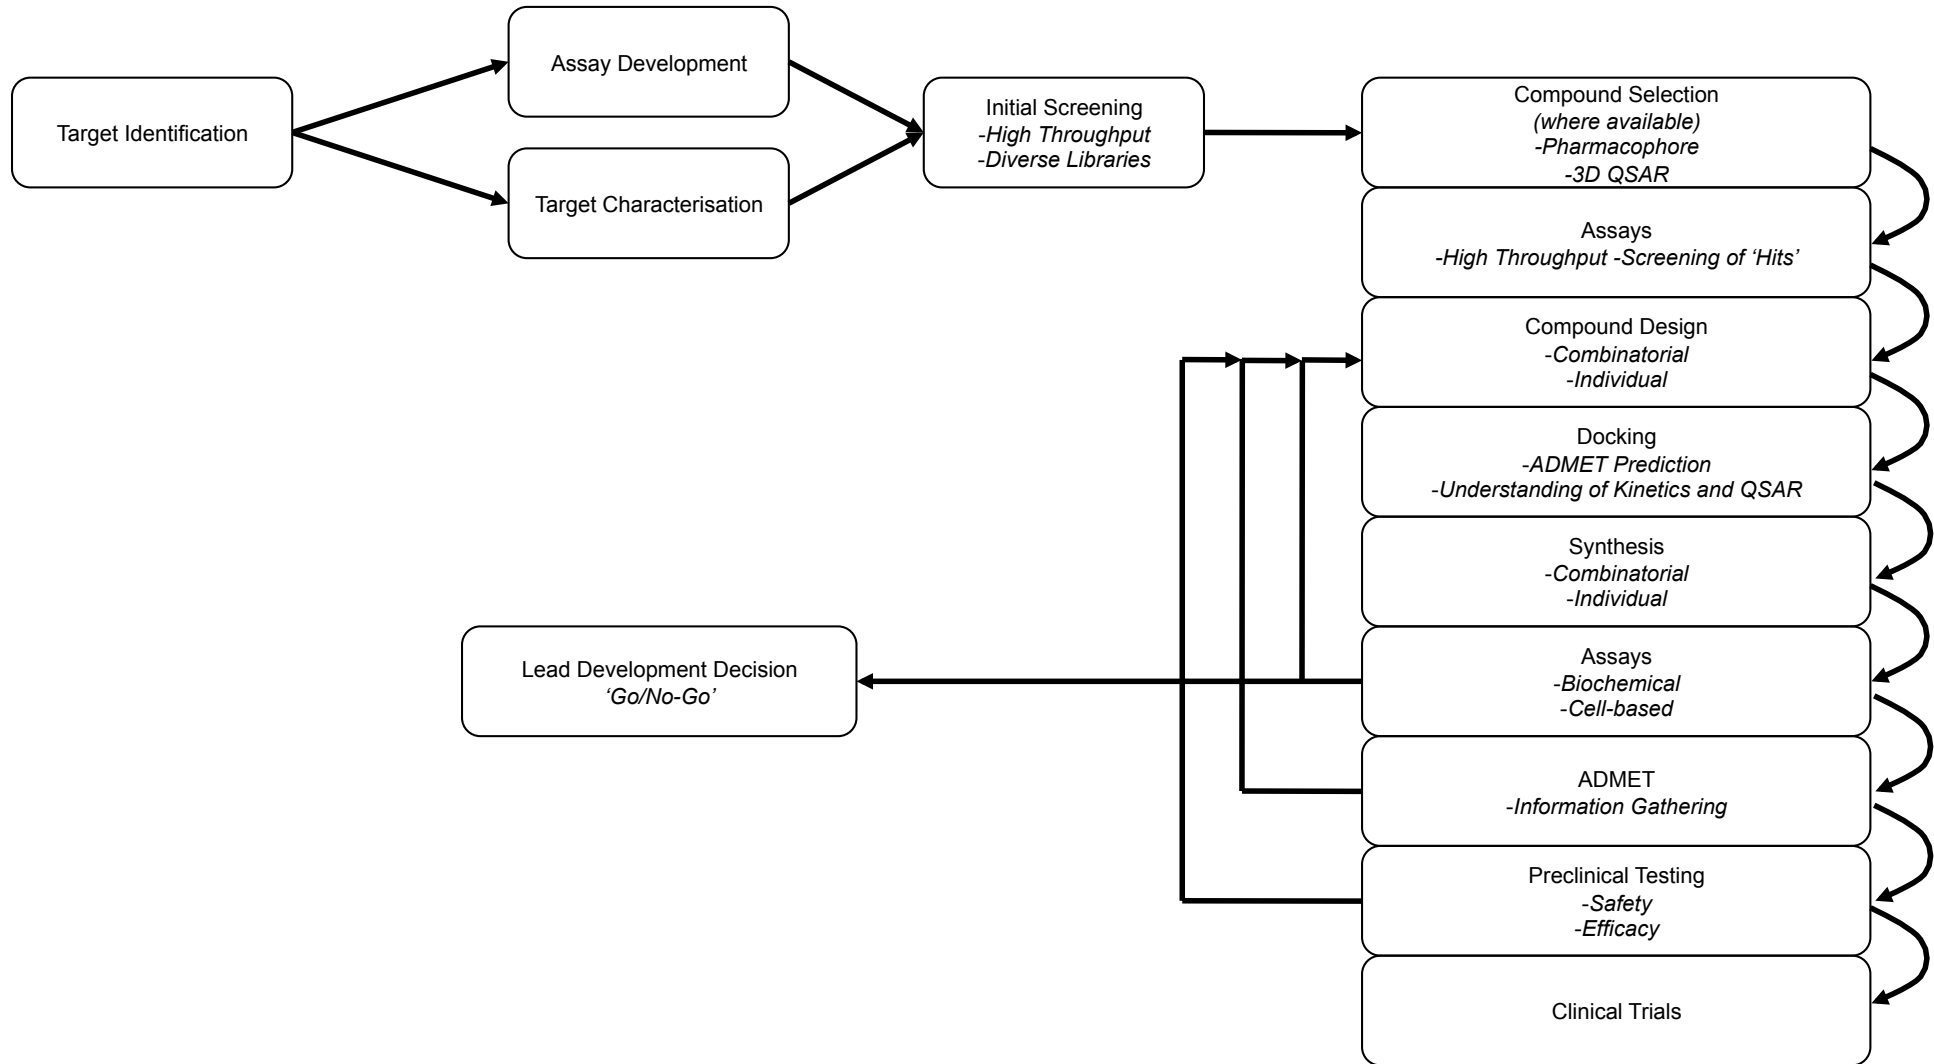 Target Identification
Assay Development
Target Characterisation
Initial Screening
-High Throughput
-Diverse Libraries
Compound Selection
(where available)
-Pharmacophore
-3D QSAR
Assays
-High Throughput -Screening of ‘Hits’
Compound Design
-Combinatorial
-Individual
Docking
-ADMET Prediction
-Understanding of Kinetics and QSAR
Synthesis
-Combinatorial
-Individual
Lead Development Decision
‘Go/No-Go’
Assays
-Biochemical
-Cell-based
ADMET
-Information Gathering
Preclinical Testing
-Safety
-Efficacy
Clinical Trials